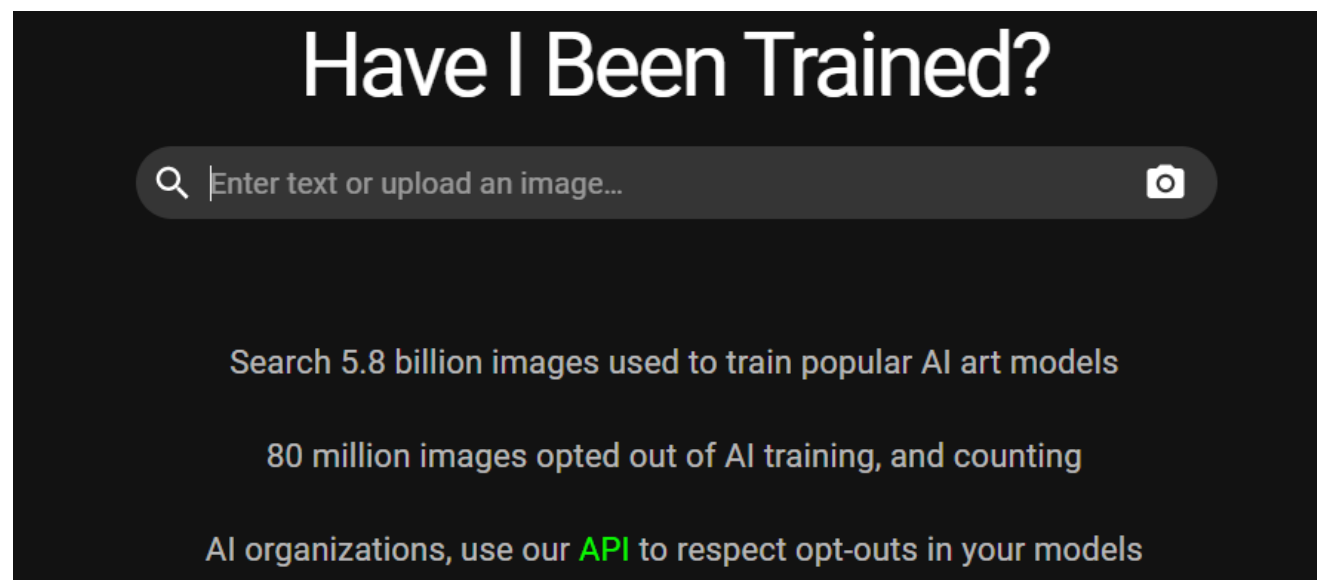 Have I Been Trained?
Enter text or upload an image...
Search 5.8 billion images used to train popular AI art models
80 million images opted out of AI training, and counting
AI organizations, use our API to respect opt-outs in your models